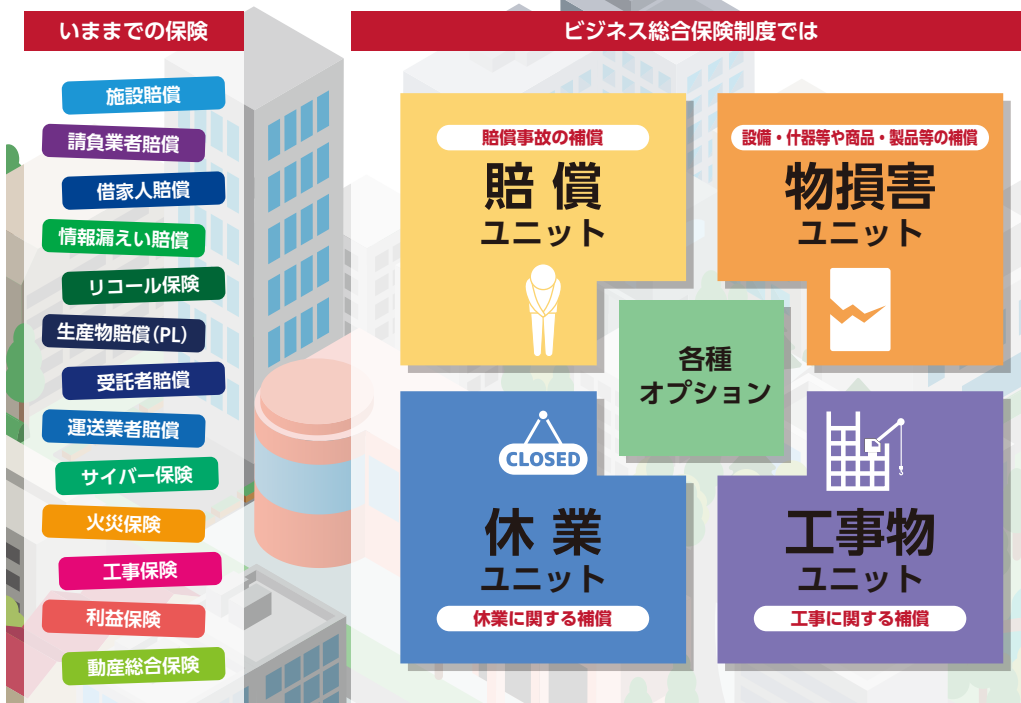 いままでの保険
施設賠償
請負業者賠償
借家人賠償
情報漏えい賠償
リコール保険
生産物賠償(PL)
受託者賠償
運送業者賠償
サイバー保険
火災保険
工事保険
利益保険
動産総合保険
ビジネス総合保険制度では
賠償事故の補償
賠償
ユニット
設備・什器等や商品・製品等の補償
物損害
ユニット
各種
オプション
CLOSED
休業
ユニット
休業に関する補償
工事物
ユニット
工事に関する補償